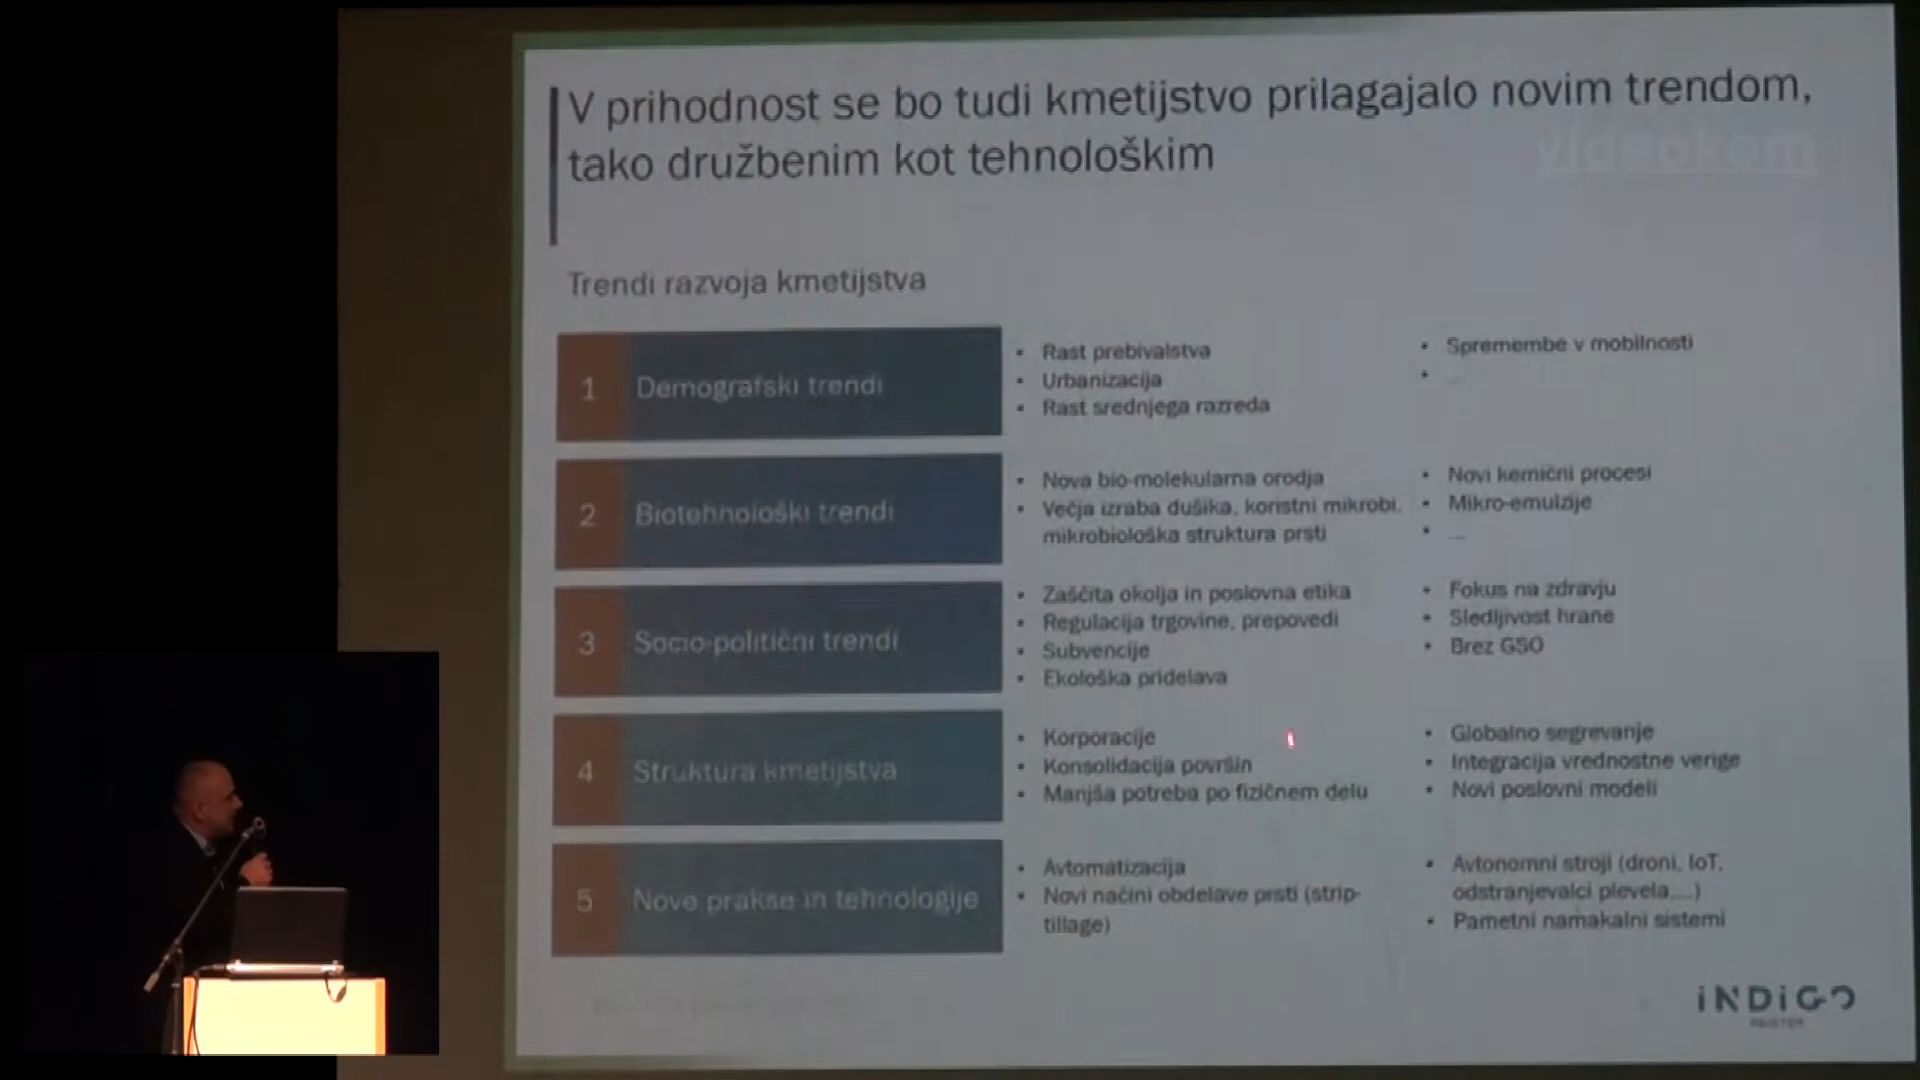 V prihodnost se bo tudi kmetijstvo prilagajalo novim trendom,
tako družbenim kot tehnološkim
videokom
Trendi razvoja kmetijstva
1 Demografski trendi
• Rast prebivalstva
• Urbanizacija
• Rast srednjega razreda
• Spremembe v mobilnosti
2 Biotehnološki trendi
• Nova bio-molekularna orodja
• Večja izraba dušika, koristni mikrobi,
mikrobiološka struktura prsti
• Novi kemični procesi
• Mikro-emulzije
• ...
3 Socio-politični trendi
• Zaščita okolja in poslovna etika
• Regulacija trgovine, prepovedi
• Subvencije
• Ekološka pridelava
• Fokus na zdravju
• Sledljivost hrane
• Brez GSO
4 Struktura kmetijstva
• Korporacije
• Konsolidacija površin
• Manjša potreba po fizičnem delu
• Globalno segrevanje
• Integracija vrednostne verige
• Novi poslovni modeli
5 Nove prakse in tehnologije
• Avtomatizacija
• Novi načini obdelave prsti (strip-
tillage)
• Avtonomni stroji (droni, IoT,
odstranjevalci plevela,...)
• Pametni namakalni sistemi
iNDiGO